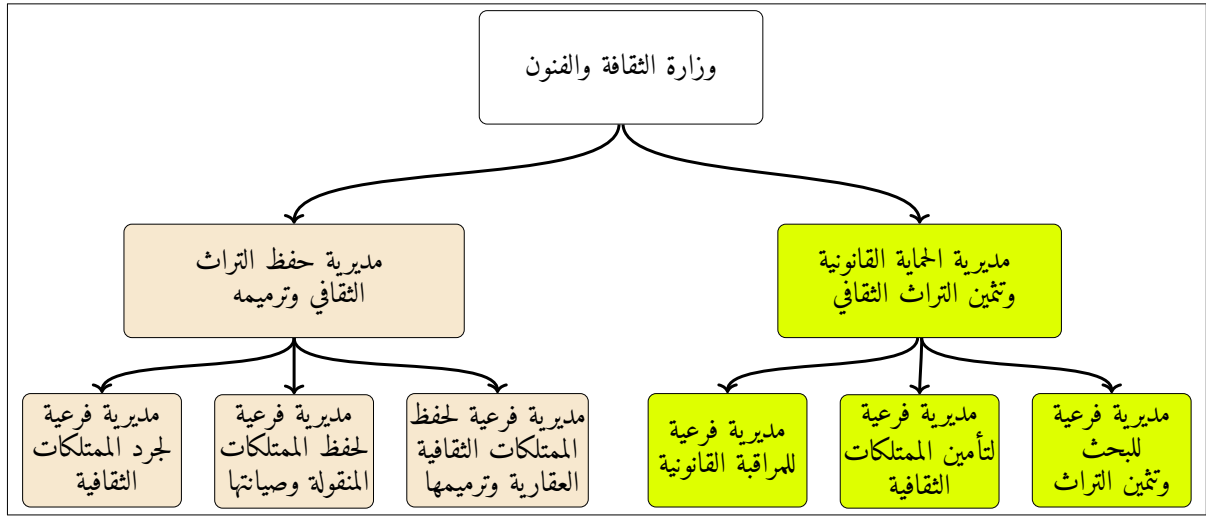 وزارة الثقافة والفنون
مديرية الحماية القانونية
وتثمين التراث الثقافي
مديرية حفظ التراث
الثقافي وترميمه
مديرية فرعية
للبحث
وتثمين التراث
مديرية فرعية
لتأمين الممتلكات
الثقافية
مديرية فرعية
للمراقبة القانونية
مديرية فرعية لحفظ
الممتلكات الثقافية
العقارية وترميمها
مديرية فرعية
لحفظ الممتلكات
المنقولة وصيانتها
مديرية فرعية
لجرد الممتلكات
الثقافية